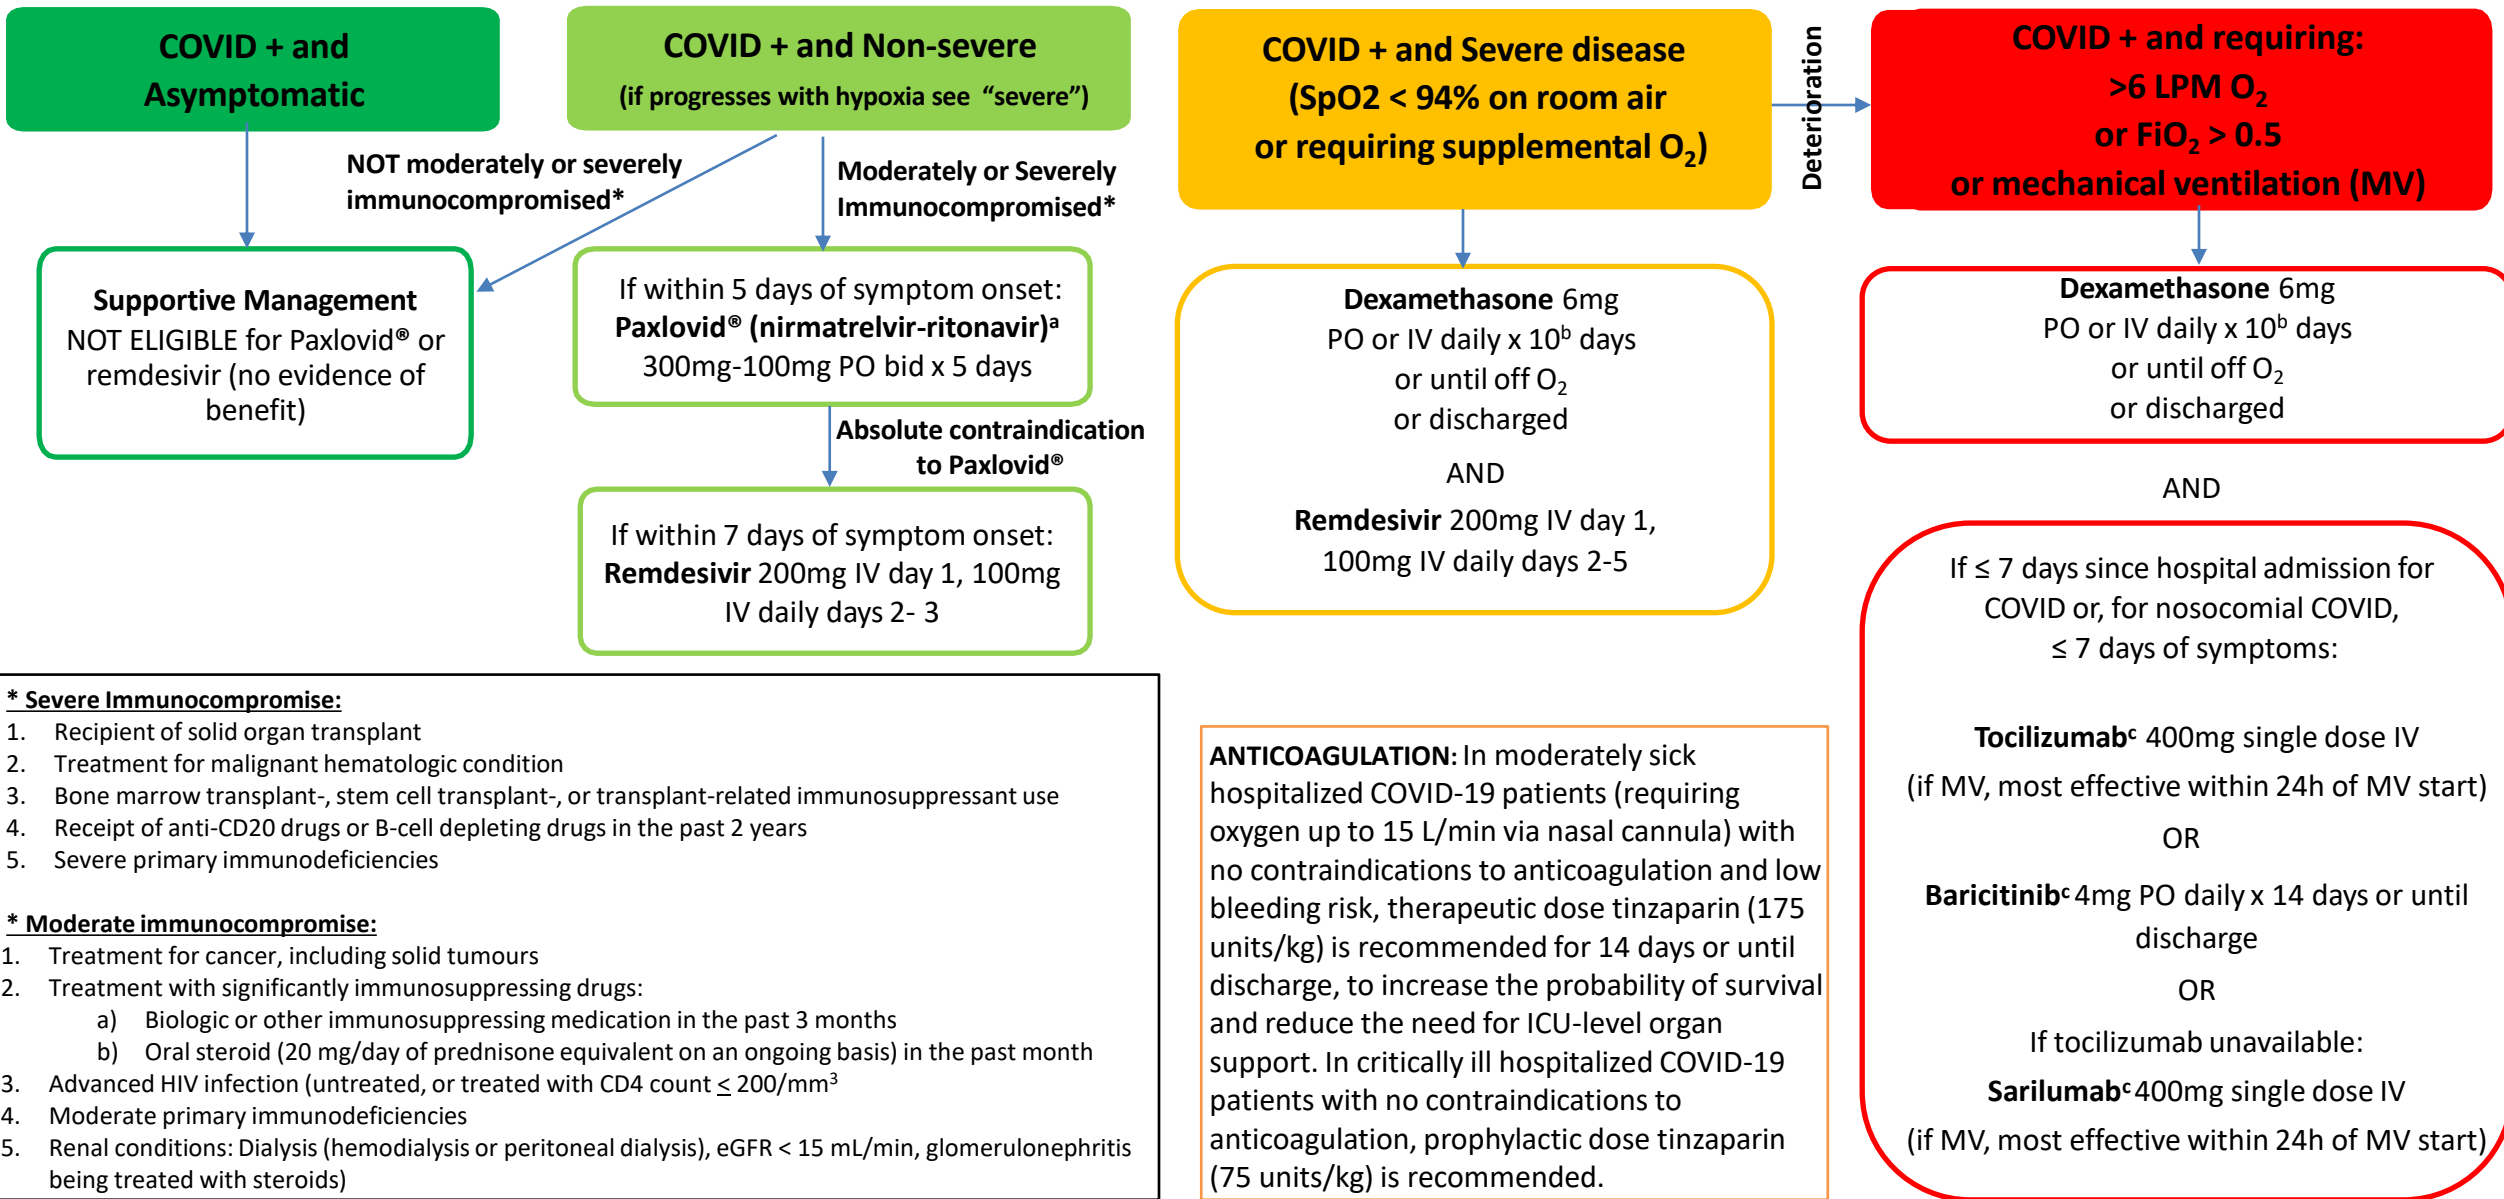 COVID + and
Asymptomatic
COVID + and Non-severe
(if progresses with hypoxia see “severe”)
COVID + and Severe disease
(SpO2 < 94% on room air
or requiring supplemental O₂)
Deterioration
COVID + and requiring:
>6 LPM O₂
or FiO₂ > 0.5
or mechanical ventilation (MV)
NOT moderately or severely
immunocompromised*
Moderately or Severely
Immunocompromised*
Supportive Management
NOT ELIGIBLE for Paxlovid® or
remdesivir (no evidence of
benefit)
If within 5 days of symptom onset:
Paxlovid® (nirmatrelvir-ritonavir)ᵃ
300mg-100mg PO bid x 5 days
Absolute contraindication
to Paxlovid®
If within 7 days of symptom onset:
Remdesivir 200mg IV day 1, 100mg
IV daily days 2- 3
Dexamethasone 6mg
PO or IV daily x 10ᵇ days
or until off O₂
or discharged
AND
Remdesivir 200mg IV day 1,
100mg IV daily days 2-5
Dexamethasone 6mg
PO or IV daily x 10ᵇ days
or until off O₂
or discharged
AND
If ≤ 7 days since hospital admission for
COVID or, for nosocomial COVID,
≤ 7 days of symptoms:
Tocilizumabᶜ 400mg single dose IV
(if MV, most effective within 24h of MV start)
OR
Baricitinibᶜ 4mg PO daily x 14 days or until
discharge
OR
If tocilizumab unavailable:
Sarilumabᶜ 400mg single dose IV
(if MV, most effective within 24h of MV start)
* Severe Immunocompromise:
1. Recipient of solid organ transplant
2. Treatment for malignant hematologic condition
3. Bone marrow transplant-, stem cell transplant-, or transplant-related immunosuppressant use
4. Receipt of anti-CD20 drugs or B-cell depleting drugs in the past 2 years
5. Severe primary immunodeficiencies
* Moderate immunocompromise:
1. Treatment for cancer, including solid tumours
2. Treatment with significantly immunosuppressing drugs:
a) Biologic or other immunosuppressing medication in the past 3 months
b) Oral steroid (20 mg/day of prednisone equivalent on an ongoing basis) in the past month
3. Advanced HIV infection (untreated, or treated with CD4 count ≤ 200/mm³
4. Moderate primary immunodeficiencies
5. Renal conditions: Dialysis (hemodialysis or peritoneal dialysis), eGFR < 15 mL/min, glomerulonephritis
being treated with steroids)
ANTICOAGULATION: In moderately sick
hospitalized COVID-19 patients (requiring
oxygen up to 15 L/min via nasal cannula) with
no contraindications to anticoagulation and low
bleeding risk, therapeutic dose tinzaparin (175
units/kg) is recommended for 14 days or until
discharge, to increase the probability of survival
and reduce the need for ICU-level organ
support. In critically ill hospitalized COVID-19
patients with no contraindications to
anticoagulation, prophylactic dose tinzaparin
(75 units/kg) is recommended.